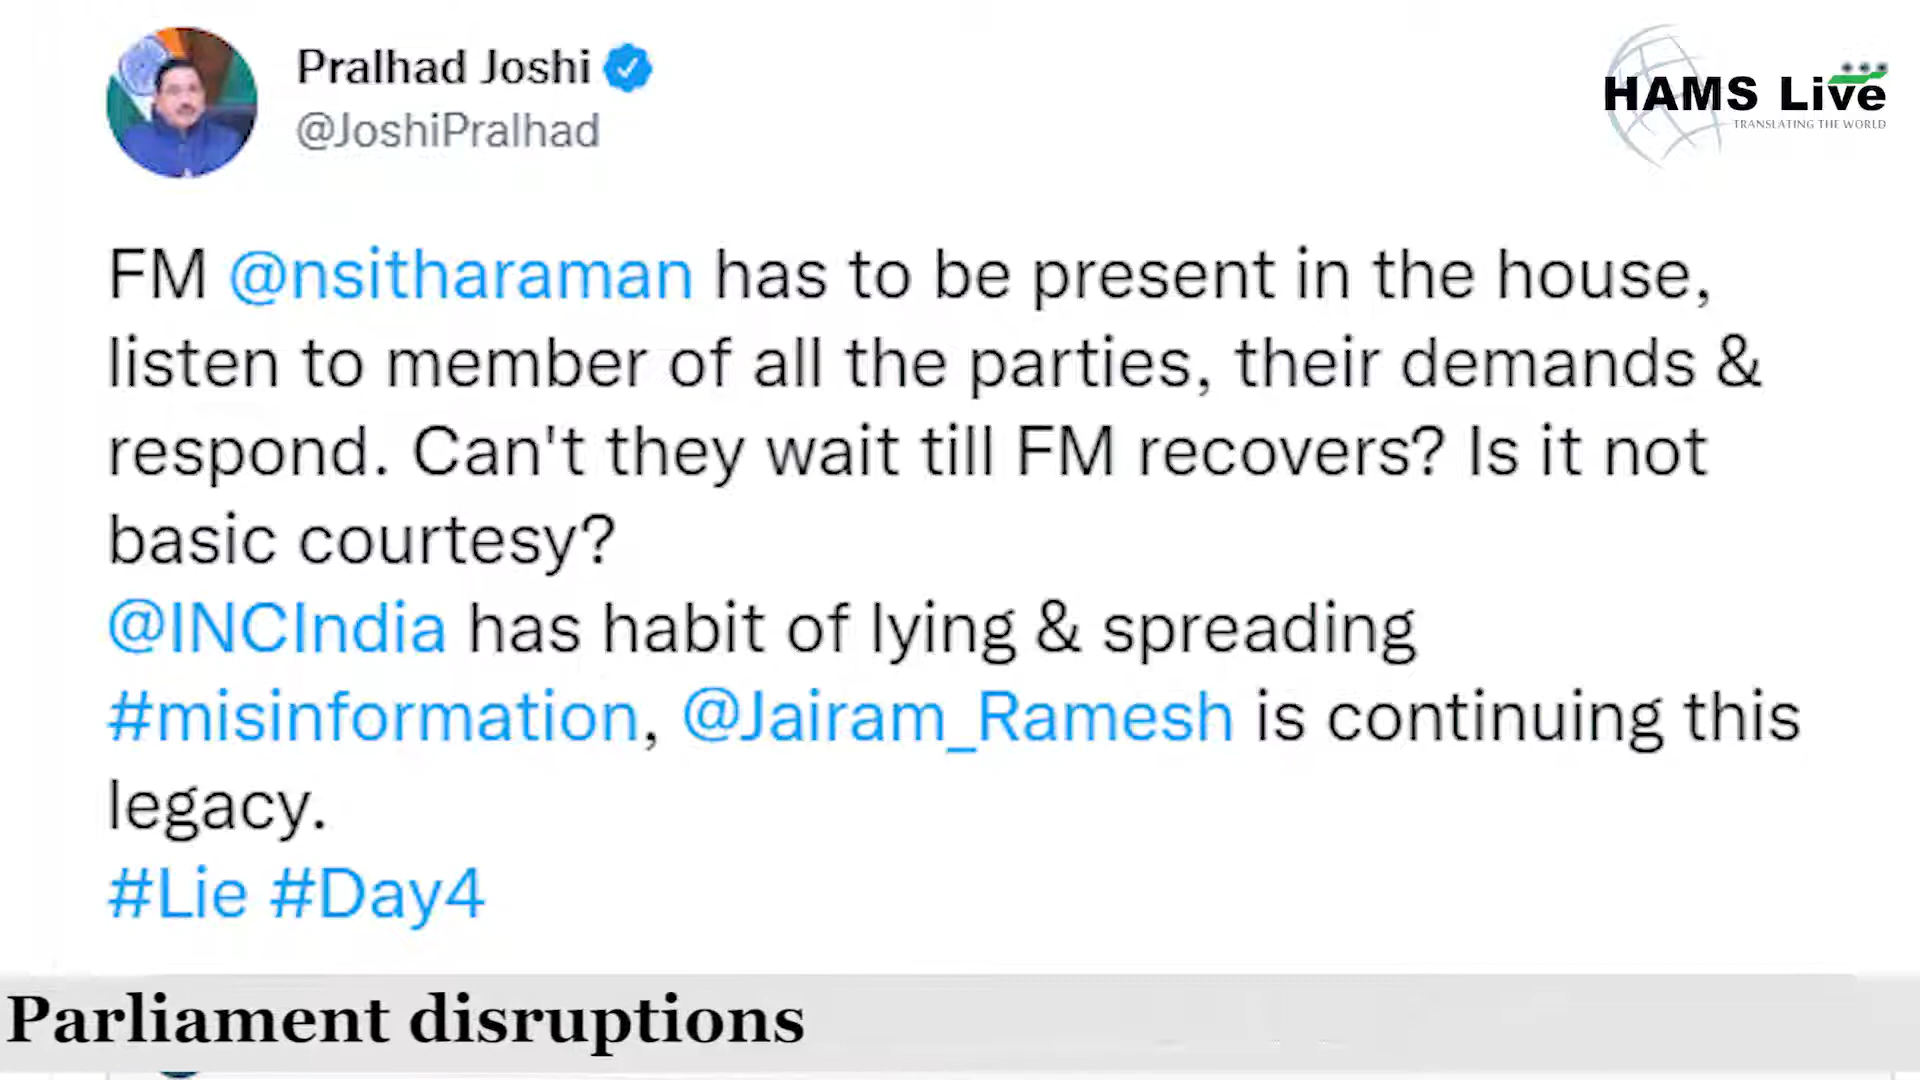 Pralhad Joshi
@JoshiPralhad
HAMS Live
TRANSLATING THE WORLD
FM @nsitharaman has to be present in the house,
listen to member of all the parties, their demands &
respond. Can't they wait till FM recovers? Is it not
basic courtesy?
@INCIndia has habit of lying & spreading
#misinformation, @Jairam_Ramesh is continuing this
legacy.
#Lie #Day4
Parliament disruptions